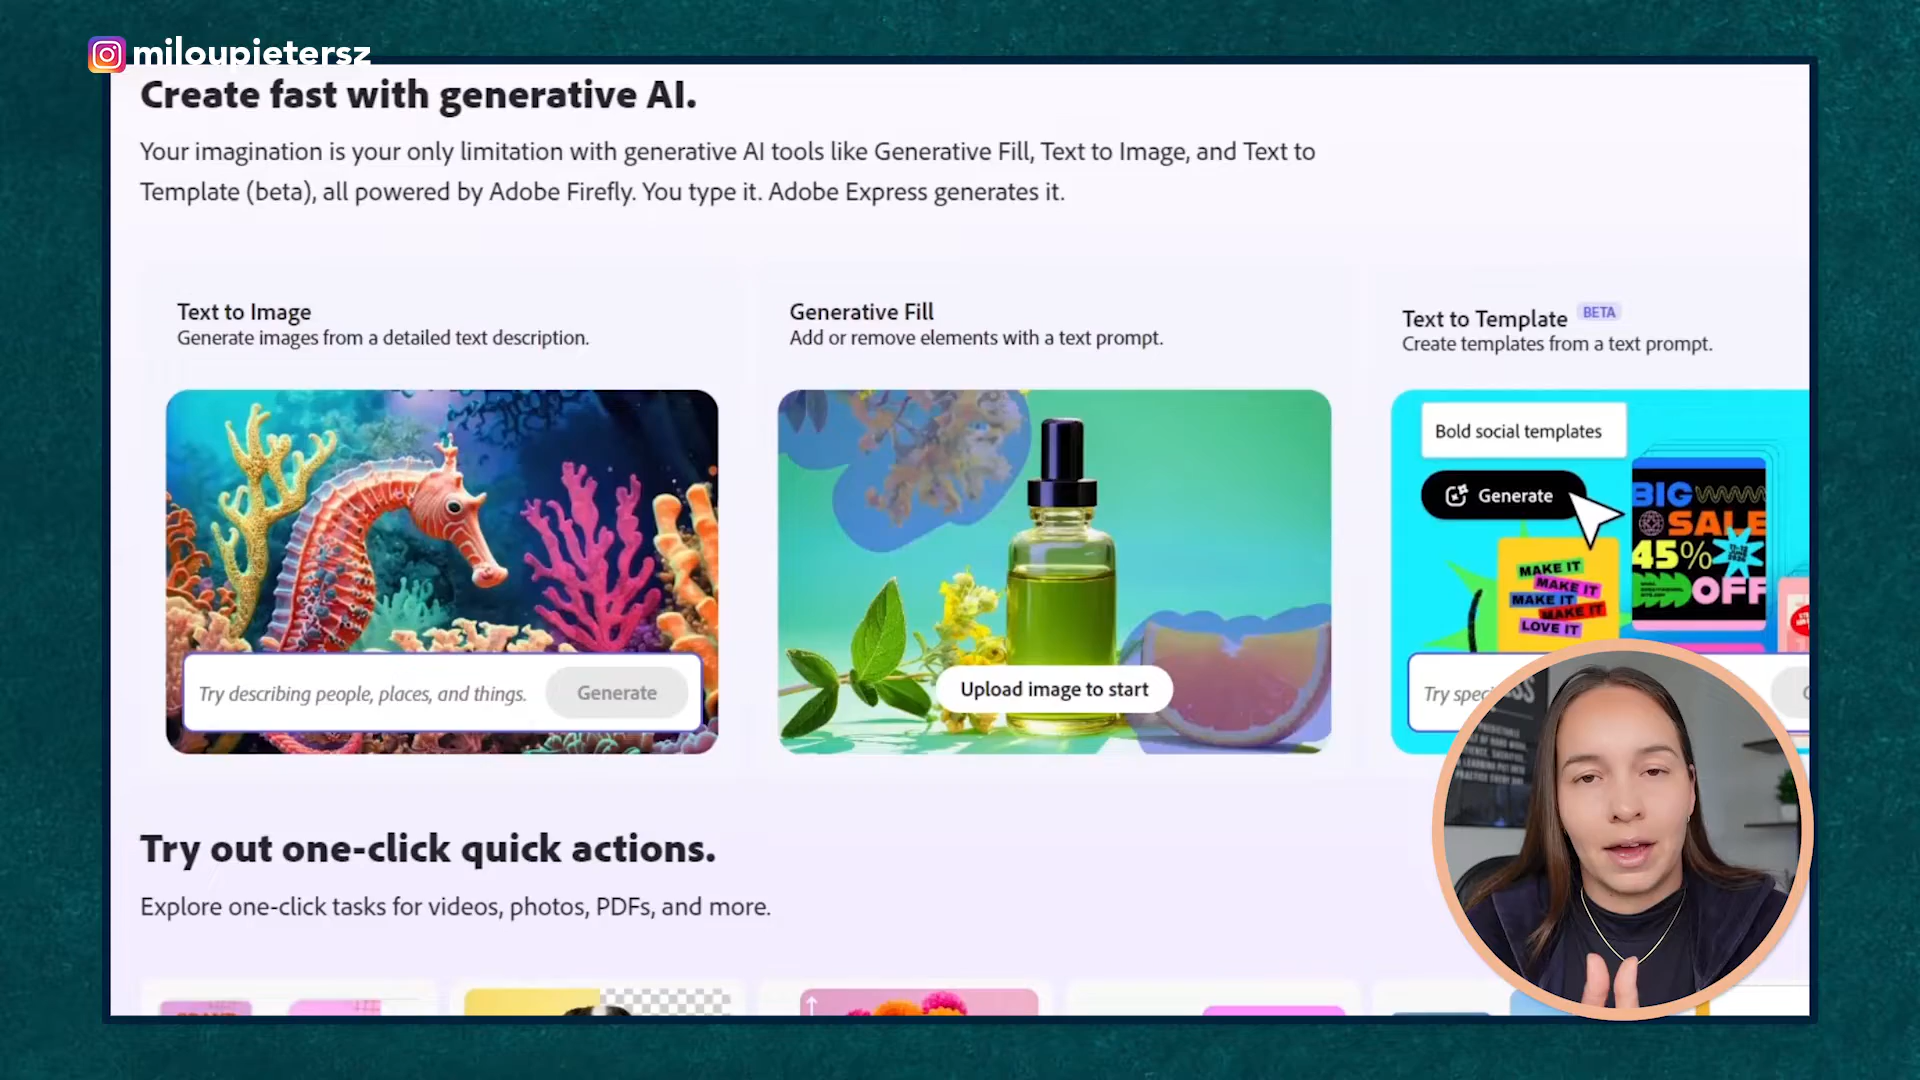 miloupietersz
Create fast with generative AI.
Your imagination is your only limitation with generative AI tools like Generative Fill, Text to Image, and Text to
Template (beta), all powered by Adobe Firefly. You type it. Adobe Express generates it.
Text to Image
Generate images from a detailed text description.
Try describing people, places, and things.
Generate
Generative Fill
Add or remove elements with a text prompt.
Upload image to start
Text to Template BETA
Create templates from a text prompt.
Bold social templates
Generate
BIG
SALE
45%
OFF
MAKE IT
MAKE IT
MAKE IT
MAKE IT
LOVE IT
Try
Try out one-click quick actions.
Explore one-click tasks for videos, photos, PDFs, and more.